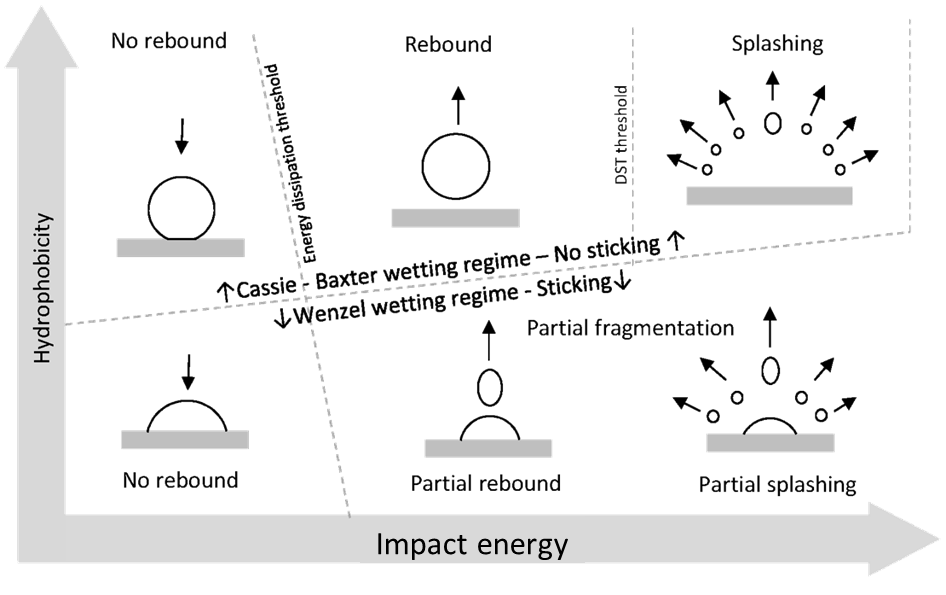 No rebound
Rebound
Splashing
Energy dissipation threshold
DST threshold
Hydrophobicity
↑Cassie - Baxter wetting regime – No sticking ↑
↓Wenzel wetting regime - Sticking↓
Partial fragmentation
No rebound
Partial rebound
Partial splashing
Impact energy